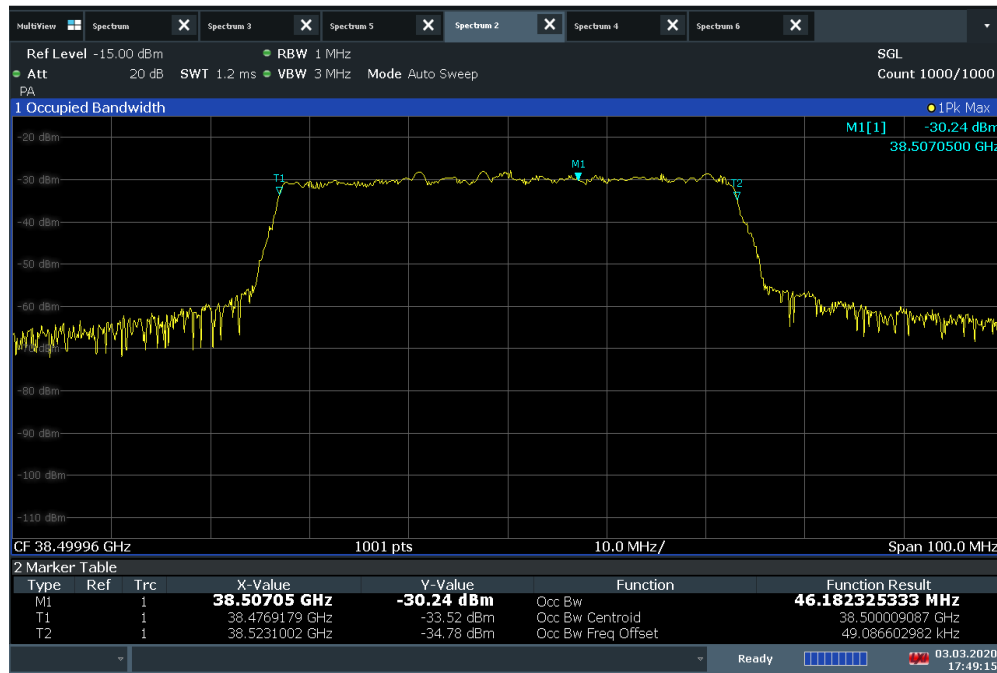 MultiView Spectrum X Spectrum 3 X Spectrum 5 X Spectrum 2 X Spectrum 4 X Spectrum 6 X
Ref Level -15.00 dBm RBW 1 MHz SGL
Att 20 dB SWT 1.2 ms VBW 3 MHz Mode Auto Sweep Count 1000/1000
PA
1 Occupied Bandwidth 1Pk Max
M1[1] -30.24 dBm
38.5070500 GHz
-20 dBm
M1
T1
-30 dBm
T2
-40 dBm
-50 dBm
-60 dBm
-80 dBm
-90 dBm
-100 dBm
-110 dBm
CF 38.49996 GHz 1001 pts 10.0 MHz/ Span 100.0 MHz
2 Marker Table
Type Ref Trc X-Value Y-Value Function Function Result
M1 1 38.50705 GHz -30.24 dBm Occ Bw 46.182325333 MHz
T1 1 38.4769179 GHz -33.52 dBm Occ Bw Centroid 38.500009087 GHz
T2 1 38.5231002 GHz -34.78 dBm Occ Bw Freq Offset 49.086602982 kHz
Ready 03.03.2020
17:49:15